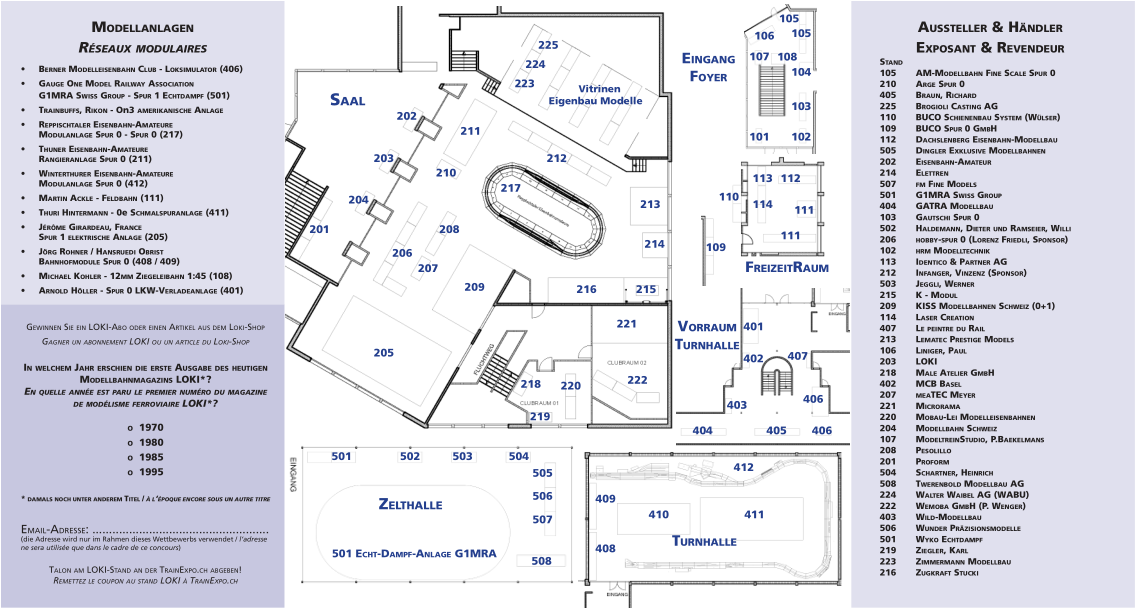 Modellanlagen
Réseaux modulaires
• Berner Modelleisenbahn Club - Loksimulator (406)
• Gauge One Model Railway Association
G1MRA Swiss Group - Spur 1 Echtdampf (501)
• Trainbuffs, Rikon - On3 amerikanische Anlage
• Reppischtaler Eisenbahn-Amateure
Modulanlage Spur 0 - Spur 0 (217)
• Thuner Eisenbahn-Amateure
Rangieranlage Spur 0 (211)
• Winterthurer Eisenbahn-Amateure
Modulanlage Spur 0 (412)
• Martin Ackle - Feldbahn (111)
• Thuri Hintermann - 0e Schmalspuranlage (411)
• Jérôme Girardeau, France
Spur 1 elektrische Anlage (205)
• Jörg Rohner / Hansruedi Obrist
Bahnhofmodule Spur 0 (408 / 409)
• Michael Kohler - 12mm Ziegeleibahn 1:45 (108)
• Arnold Höller - Spur 0 LKW-Verladeanlage (401)
Gewinnen Sie ein LOKI-Abo oder einen Artikel aus dem Loki-Shop
Gagner un abonnement LOKI ou un article du Loki-Shop
In welchem Jahr erschien die erste Ausgabe des heutigen
Modellbahnmagazins LOKI*?
En quelle année est paru le premier numéro du magazine
de modélisme ferroviaire LOKI*?
o 1970
o 1980
o 1985
o 1995
* damals noch unter anderem Titel / à l'époque encore sous un autre titre
Email-Adresse: ........................................
(die Adresse wird nur im Rahmen dieses Wettbewerbs verwendet / l'adresse
ne sera utilisée que dans le cadre de ce concours)
Talon am LOKI-Stand an der TrainExpo.ch abgeben!
Remettez le coupon au stand LOKI à TrainExpo.ch
Saal
225
224
223
Vitrinen
Eigenbau Modelle
202
211
203
210
212
217
204
201
208
206
207
213
214
209
216
215
205
221
FLUCHTWEG
CLUBRAUM 02
222
218
220
CLUBRAUM 01
219
Eingang
Foyer
105
106
105
107
108
104
103
101
102
113
112
110
114
111
111
109
FreizeitRaum
Vorraum
Turnhalle
EINGANG
401
402
407
403
406
404
405
406
EINGANG
501
502
503
504
505
506
507
508
Zelthalle
501 Echt-Dampf-Anlage G1MRA
412
409
410
411
408
Turnhalle
EINGANG
Aussteller & Händler
Exposant & Revendeur
Stand
105 AM-Modellbahn Fine Scale Spur 0
210 Arge Spur 0
405 Braun, Richard
225 Brogioli Casting AG
110 BUCO Schienenbau System (Wülser)
109 BUCO Spur 0 GmbH
112 Dachslenberg Eisenbahn-Modellbau
505 Dingler Exklusive Modellbahnen
202 Eisenbahn-Amateur
214 Elettren
507 fm Fine Models
501 G1MRA Swiss Group
404 GATRA Modellbau
103 Gautschi Spur 0
502 Haldemann, Dieter und Ramseier, Willi
206 hobby-spur 0 (Lorenz Friedli, Sponsor)
102 hrm Modelltechnik
113 Identico & Partner AG
212 Infanger, Vinzenz (Sponsor)
503 Jeggli, Werner
215 K - Modul
209 KISS Modellbahnen Schweiz (0+1)
114 Laser Creation
407 Le peintre du Rail
213 Lematec Prestige Models
106 Liniger, Paul
203 LOKI
218 Male Atelier GmbH
402 MCB Basel
207 meaTEC Meyer
221 Microrama
220 Mobau-Lei Modelleisenbahnen
204 Modellbahn Schweiz
107 ModeltreinStudio, P.Baekelmans
208 Pesolillo
201 Proform
504 Schartner, Heinrich
508 Twerenbold Modellbau AG
224 Walter Waibel AG (WABU)
222 Wemoba GmbH (P. Wenger)
403 Wild-Modellbau
506 Wunder Präzisionsmodelle
501 Wyko Echtdampf
219 Ziegler, Karl
223 Zimmermann Modellbau
216 Zugkraft Stucki